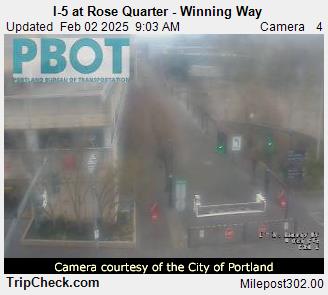 I-5 at Rose Quarter - Winning Way
Updated Feb 02 2025 9:03 AM Camera 4
PBOT
PORTLAND BUREAU OF TRANSPORTATION
Camera courtesy of the City of Portland
TripCheck.com Milepost302.00